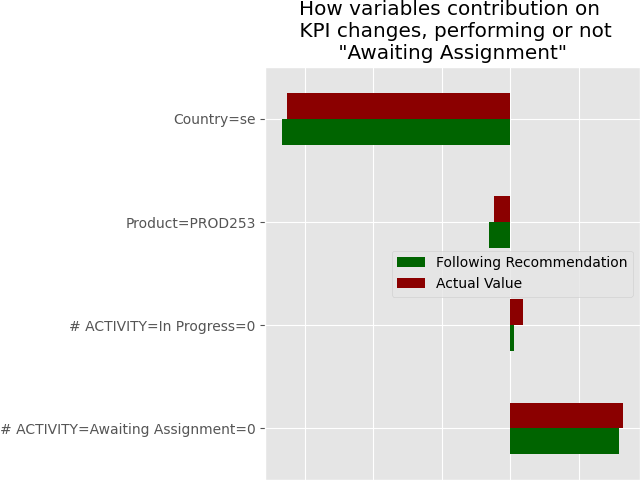 How variables contribution on
KPI changes, performing or not
"Awaiting Assignment"
Country=se
Product=PROD253
Following Recommendation
Actual Value
# ACTIVITY=In Progress=0
# ACTIVITY=Awaiting Assignment=0